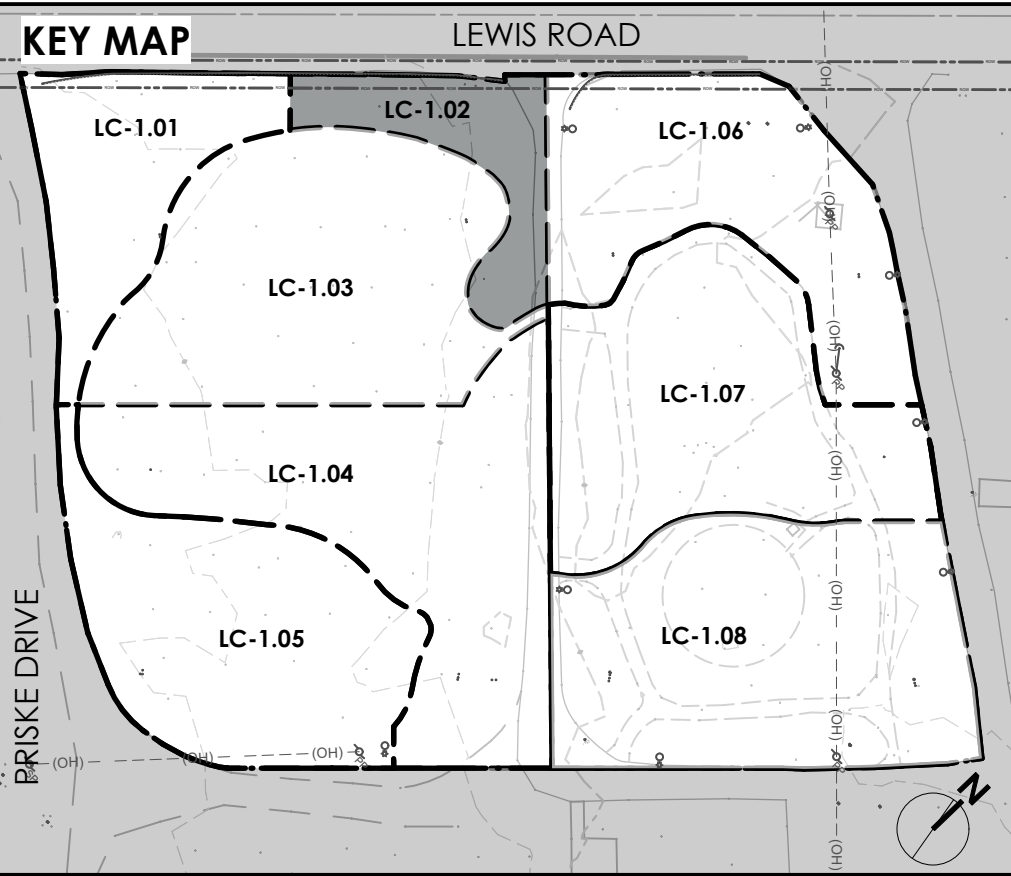 KEY MAP
LEWIS ROAD
(OH)
LC-1.01
LC-1.02
LC-1.06
(OH)
LC-1.03
(OH)
LC-1.07
LC-1.04
(OH)
(OH)
LC-1.05
LC-1.08
PRISKE DRIVE
(OH)
(OH)
(OH)
(OH)
(OH)
N